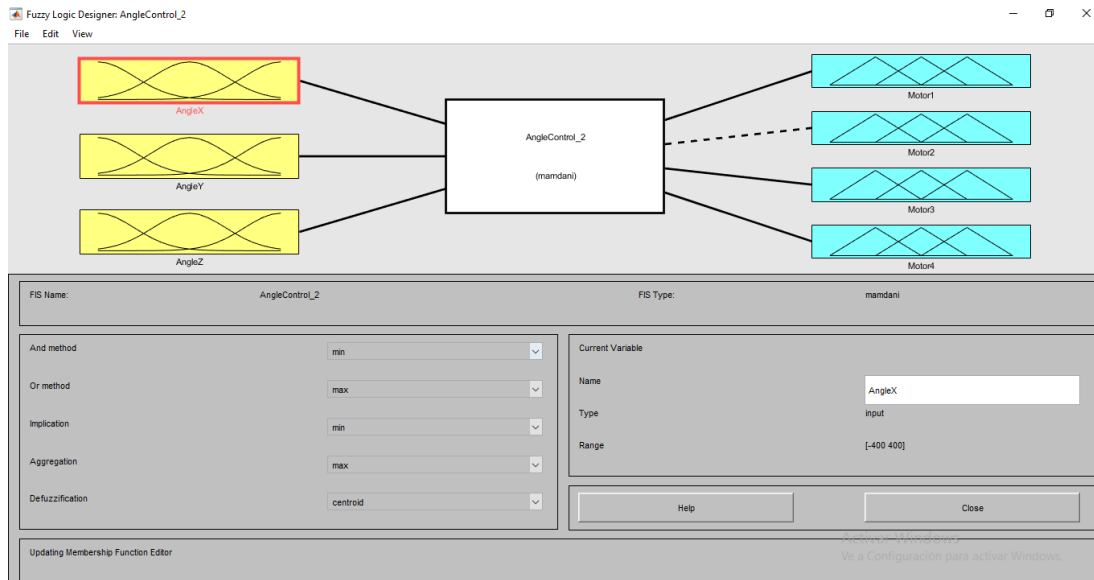 Fuzzy Logic Designer: AngleControl_2
File Edit View
AngleX
AngleY
AngleZ
AngleControl_2
(mamdani)
Motor1
Motor2
Motor3
Motor4
FIS Name: AngleControl_2 FIS Type: mamdani
And method min
Or method max
Implication min
Aggregation max
Defuzzification centroid
Current Variable
Name AngleX
Type input
Range [-400 400]
Help Close
Updating Membership Function Editor
Activar Windows
Ve a Configuración para activar Windows.